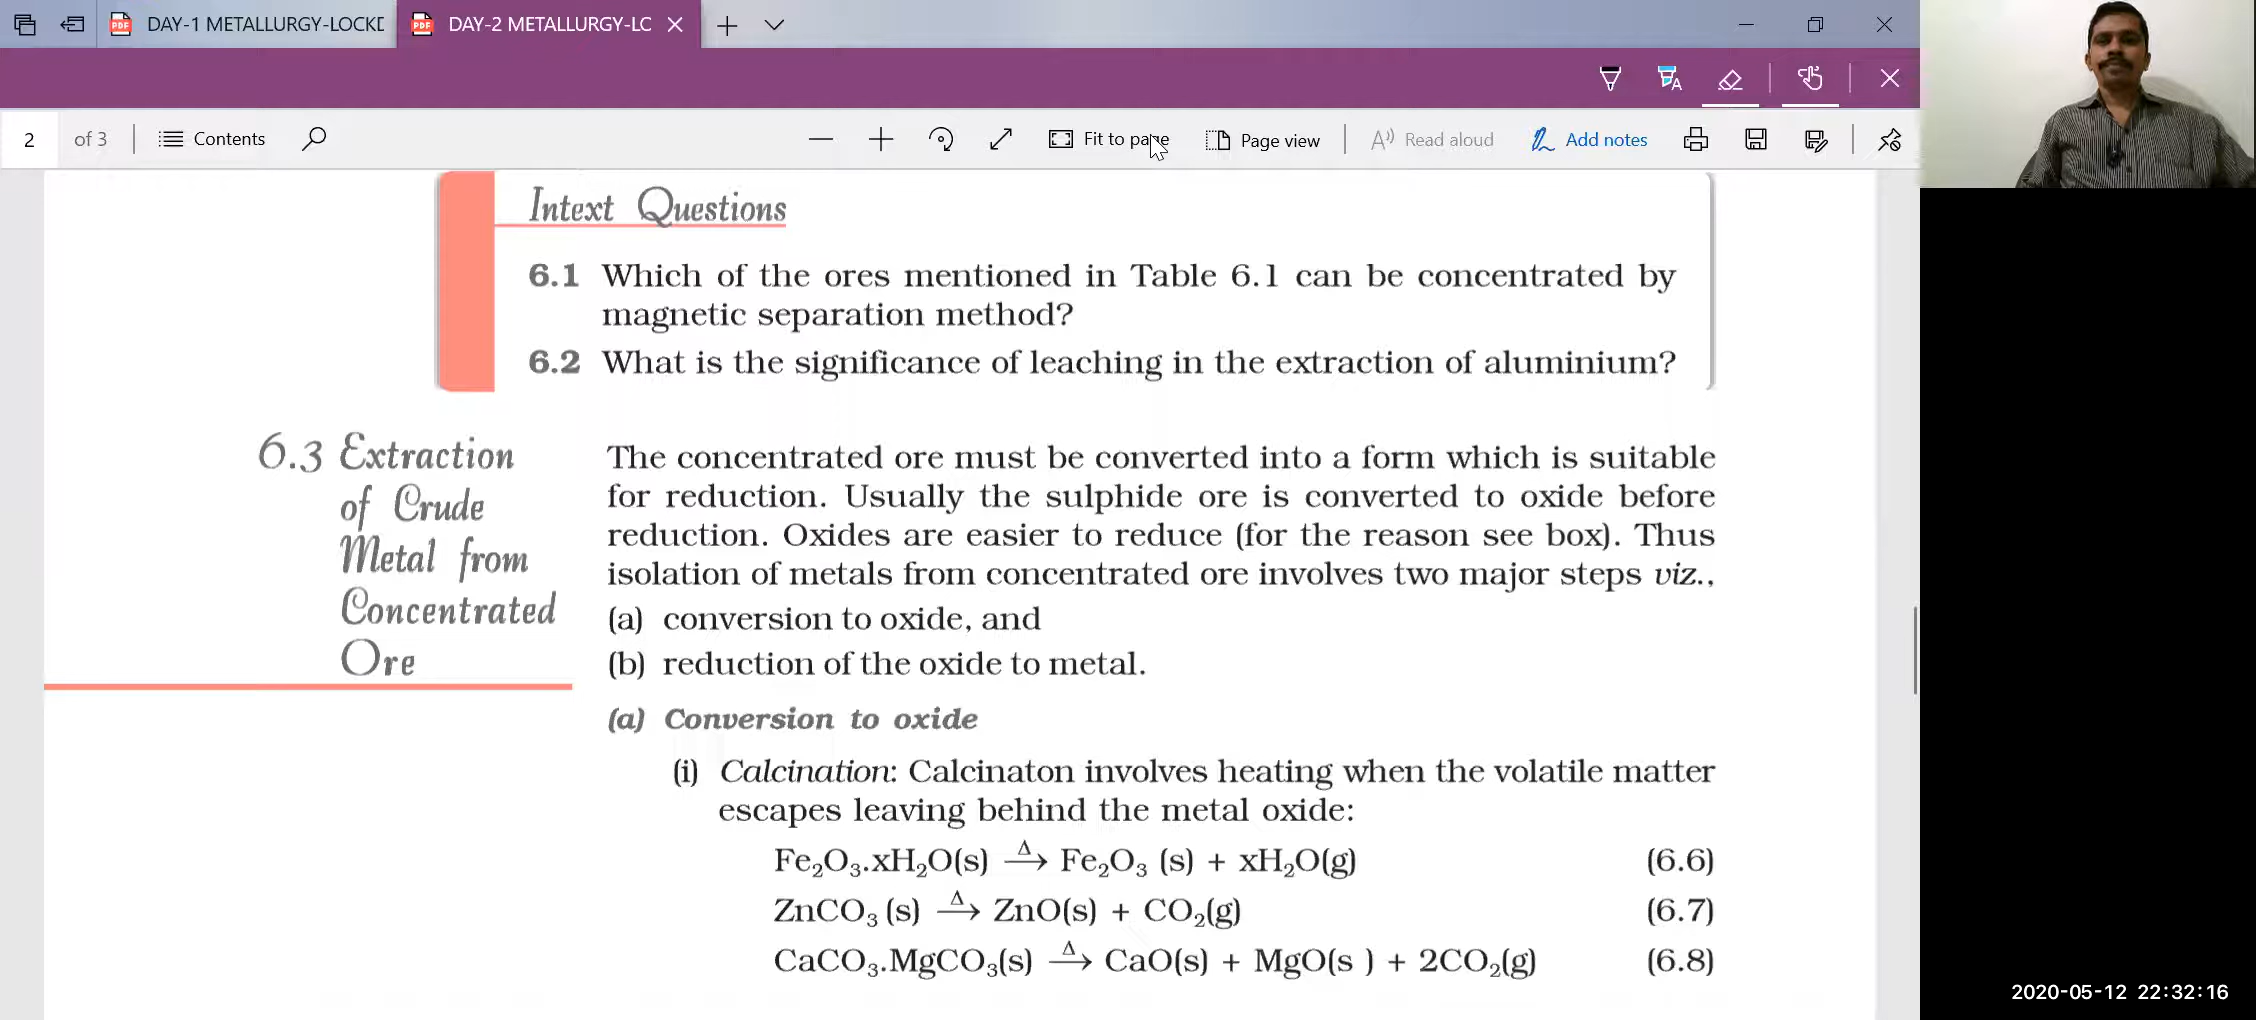 DAY-1 METALLURGY-LOCKD
DAY-2 METALLURGY-LC
2 of 3 Contents Fit to page Page view Read aloud Add notes
Intext Questions
6.1 Which of the ores mentioned in Table 6.1 can be concentrated by
magnetic separation method?
6.2 What is the significance of leaching in the extraction of aluminium?
6.3 Extraction
of Crude
Metal from
Concentrated
Ore
The concentrated ore must be converted into a form which is suitable
for reduction. Usually the sulphide ore is converted to oxide before
reduction. Oxides are easier to reduce (for the reason see box). Thus
isolation of metals from concentrated ore involves two major steps viz.,
(a) conversion to oxide, and
(b) reduction of the oxide to metal.
(a) Conversion to oxide
(i) Calcination: Calcinaton involves heating when the volatile matter
escapes leaving behind the metal oxide:
Fe₂O₃.xH₂O(s) Δ→ Fe₂O₃ (s) + xH₂O(g) (6.6)
ZnCO₃ (s) Δ→ ZnO(s) + CO₂(g) (6.7)
CaCO₃.MgCO₃(s) Δ→ CaO(s) + MgO(s ) + 2CO₂(g) (6.8)
2020-05-12 22:32:16